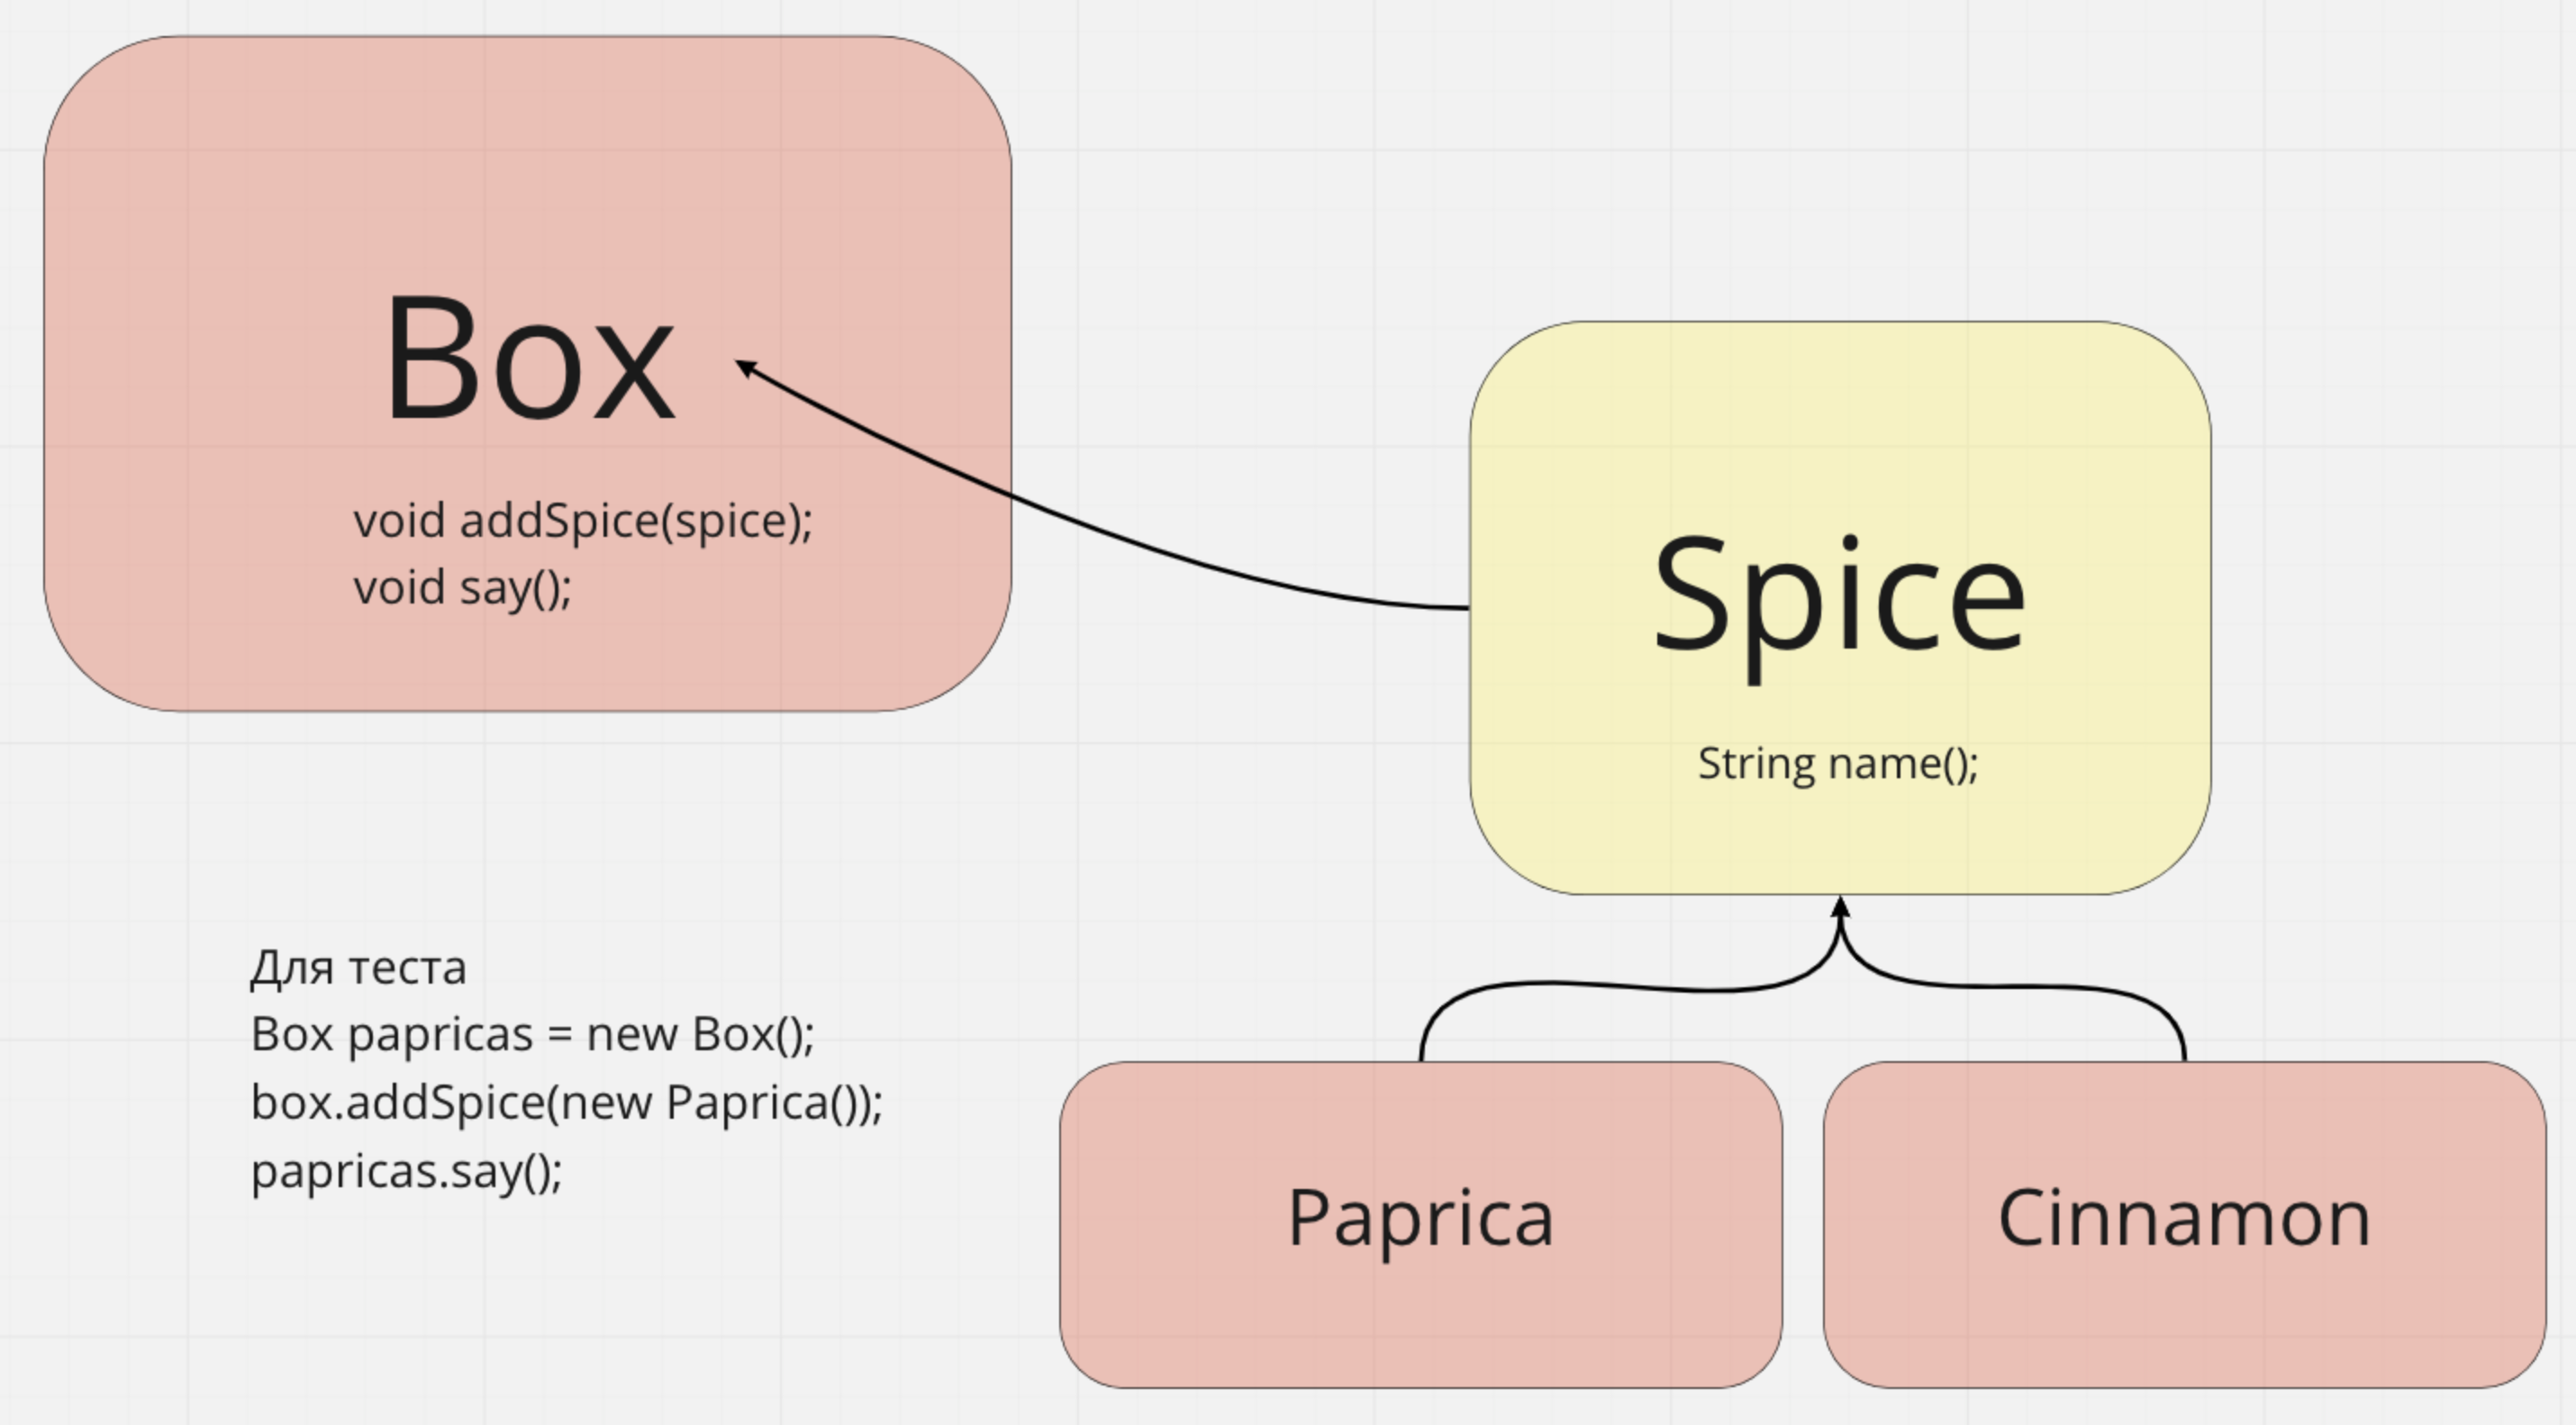 Box
void addSpice(spice);
void say();
Spice
String name();
Для теста
Box papricas = new Box();
box.addSpice(new Paprica());
papricas.say();
Paprica
Cinnamon